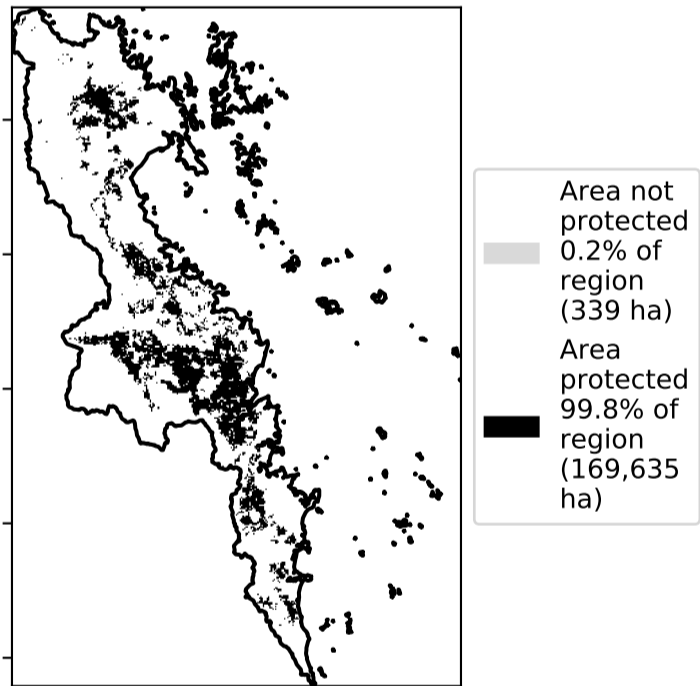 Area not
protected
0.2% of
region
(339 ha)
Area
protected
99.8% of
region
(169,635
ha)